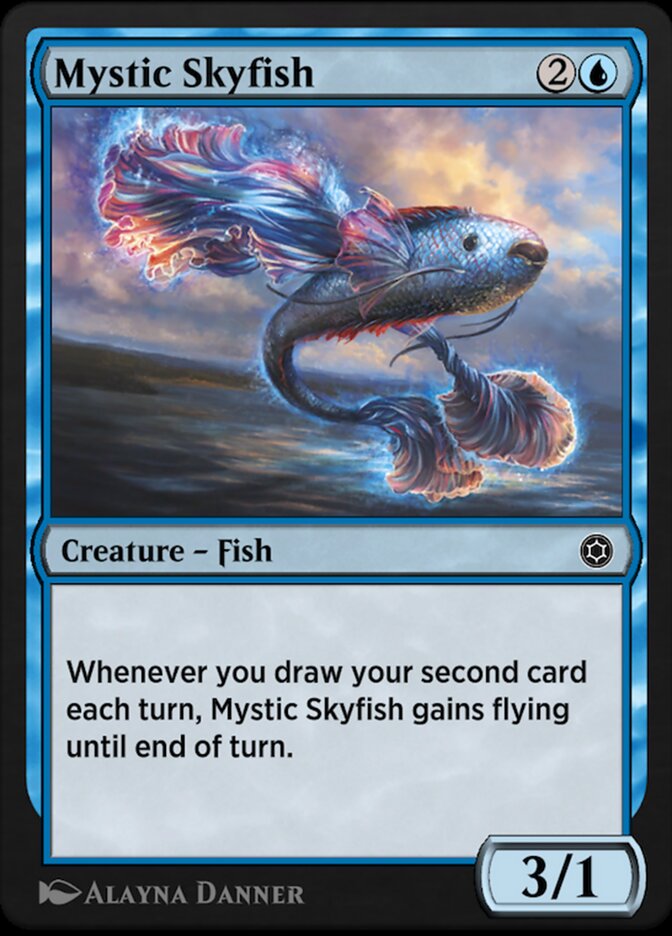 Mystic Skyfish 2
Creature – Fish
Whenever you draw your second card
each turn, Mystic Skyfish gains flying
until end of turn.
3/1
Alayna Danner